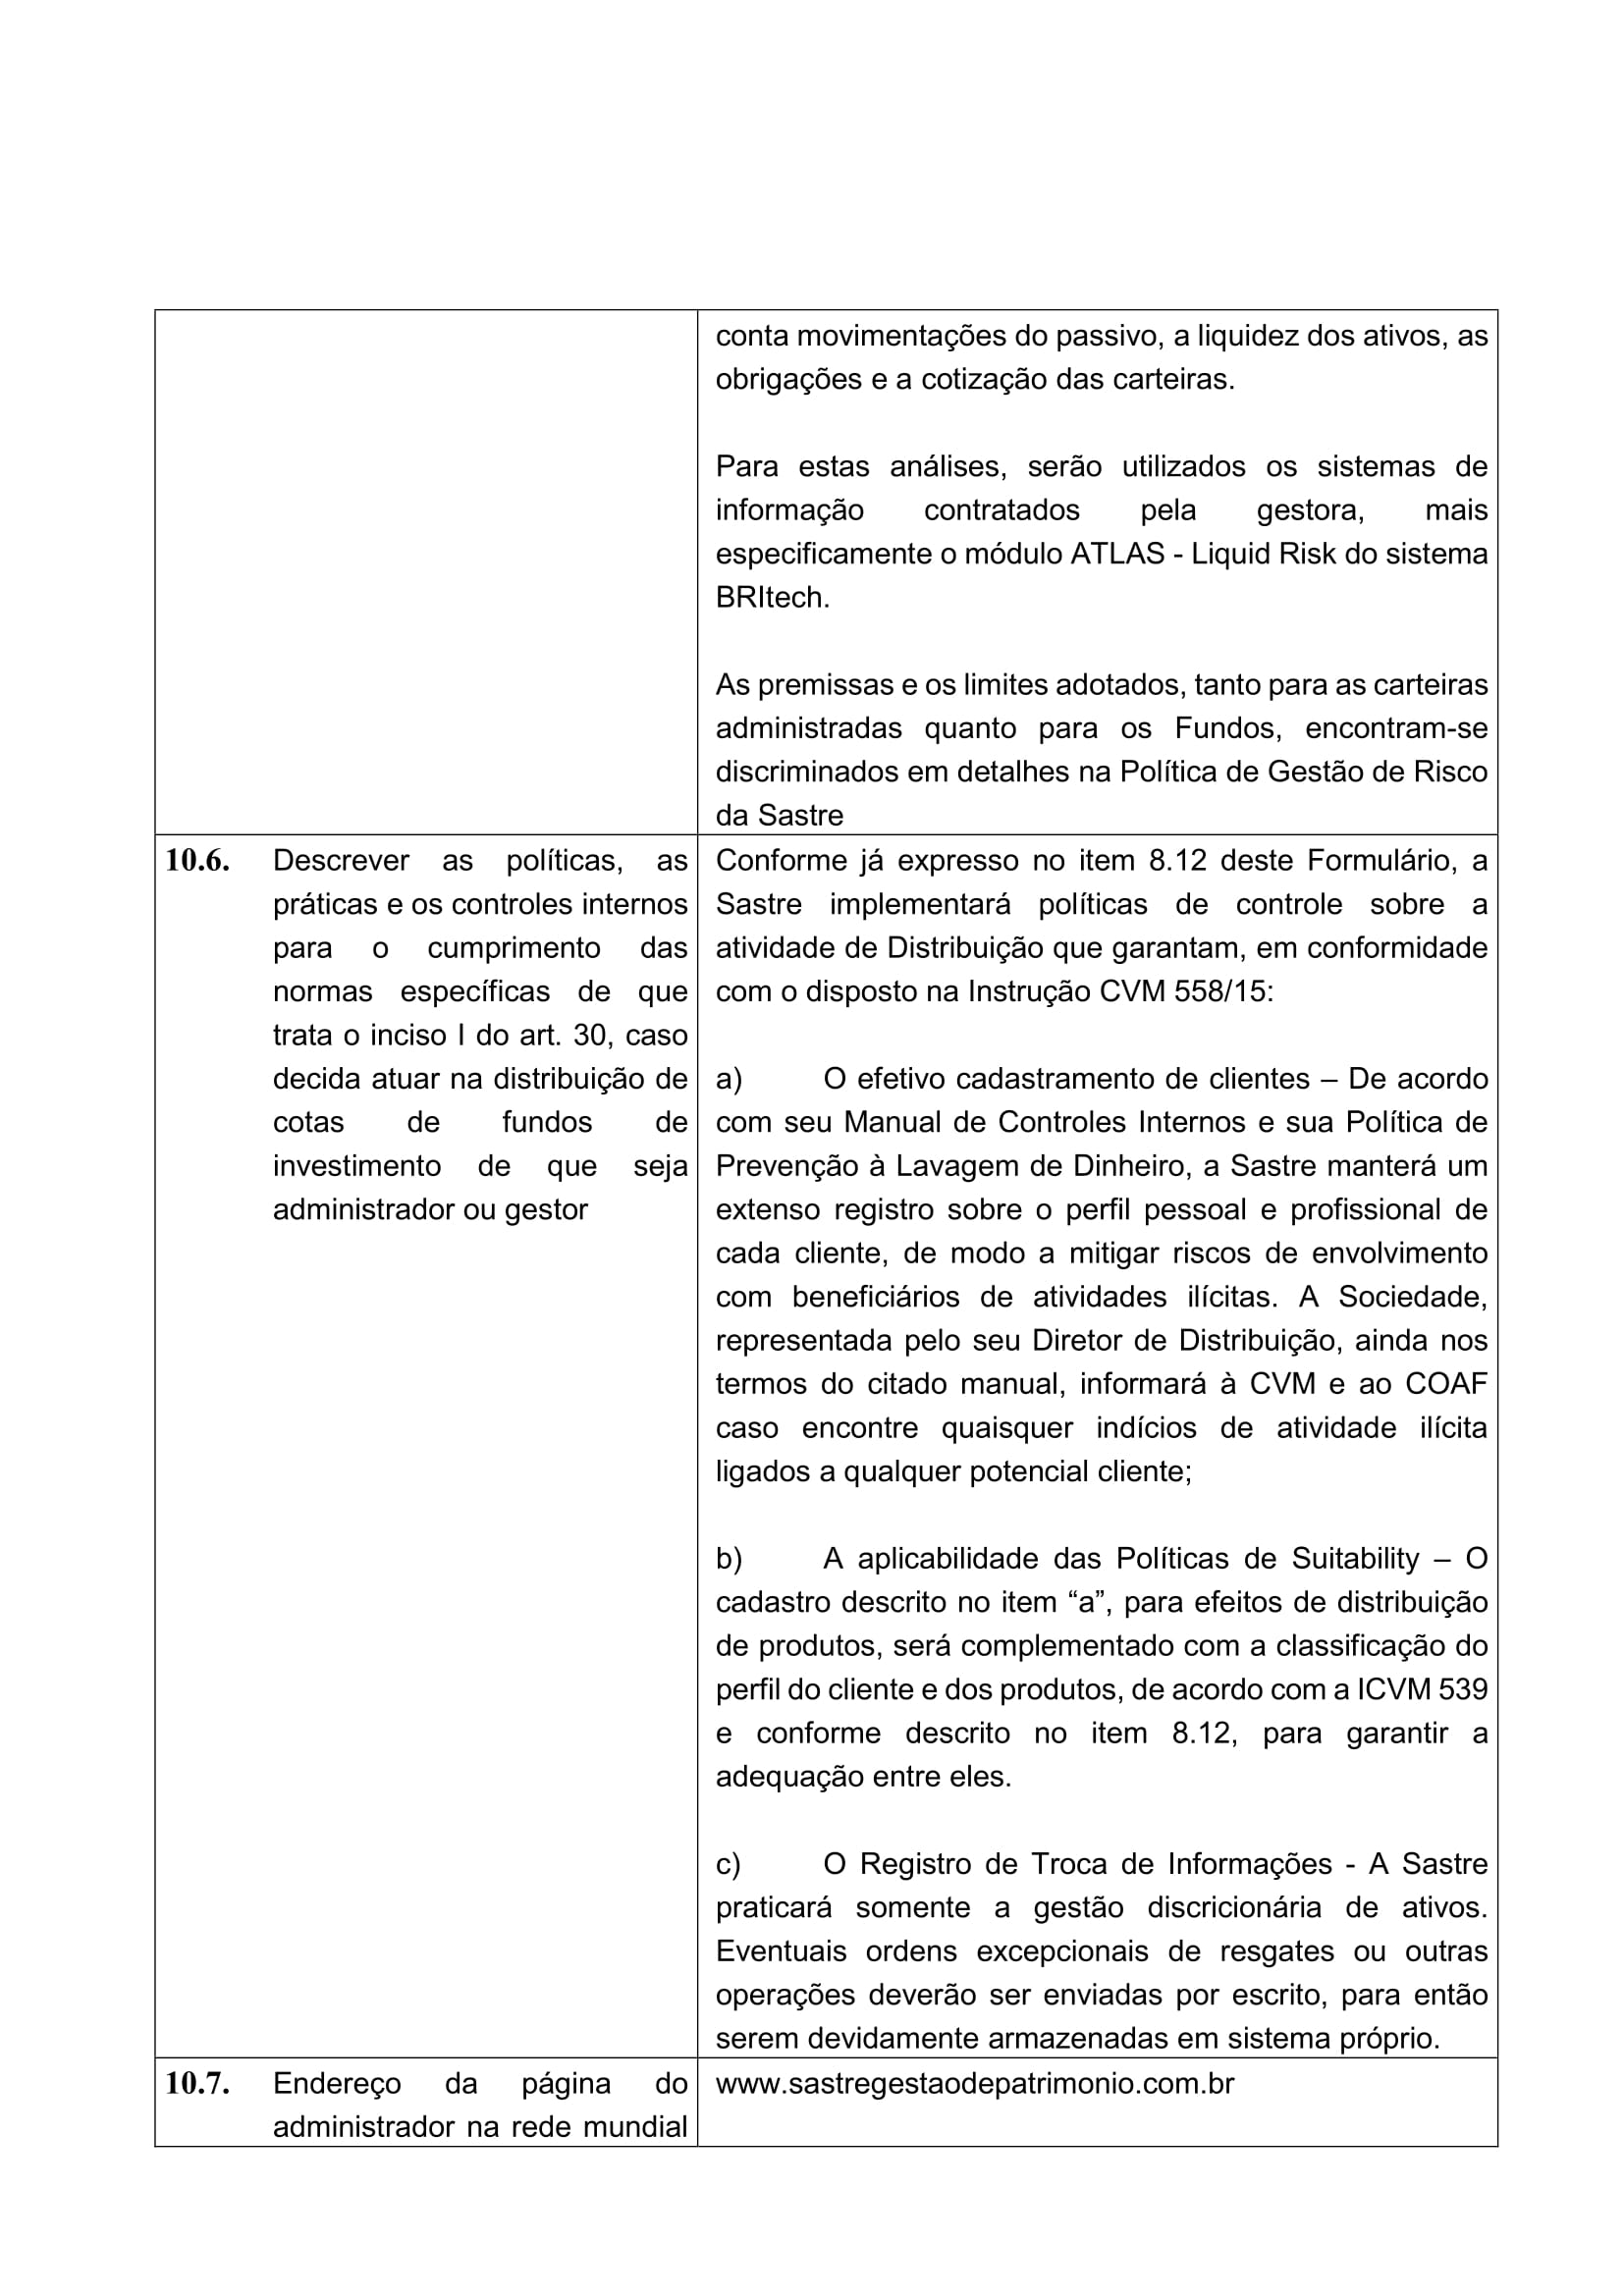 conta movimentações do passivo, a liquidez dos ativos, as
obrigações e a cotização das carteiras.
Para estas análises, serão utilizados os sistemas de
informação contratados pela gestora, mais
especificamente o módulo ATLAS - Liquid Risk do sistema
BRItech.
As premissas e os limites adotados, tanto para as carteiras
administradas quanto para os Fundos, encontram-se
discriminados em detalhes na Política de Gestão de Risco
da Sastre
10.6. Descrever as políticas, as
práticas e os controles internos
para o cumprimento das
normas específicas de que
trata o inciso I do art. 30, caso
decida atuar na distribuição de
cotas de fundos de
investimento de que seja
administrador ou gestor
Conforme já expresso no item 8.12 deste Formulário, a
Sastre implementará políticas de controle sobre a
atividade de Distribuição que garantam, em conformidade
com o disposto na Instrução CVM 558/15:
a) O efetivo cadastramento de clientes – De acordo
com seu Manual de Controles Internos e sua Política de
Prevenção à Lavagem de Dinheiro, a Sastre manterá um
extenso registro sobre o perfil pessoal e profissional de
cada cliente, de modo a mitigar riscos de envolvimento
com beneficiários de atividades ilícitas. A Sociedade,
representada pelo seu Diretor de Distribuição, ainda nos
termos do citado manual, informará à CVM e ao COAF
caso encontre quaisquer indícios de atividade ilícita
ligados a qualquer potencial cliente;
b) A aplicabilidade das Políticas de Suitability – O
cadastro descrito no item “a”, para efeitos de distribuição
de produtos, será complementado com a classificação do
perfil do cliente e dos produtos, de acordo com a ICVM 539
e conforme descrito no item 8.12, para garantir a
adequação entre eles.
c) O Registro de Troca de Informações - A Sastre
praticará somente a gestão discricionária de ativos.
Eventuais ordens excepcionais de resgates ou outras
operações deverão ser enviadas por escrito, para então
serem devidamente armazenadas em sistema próprio.
10.7. Endereço da página do
administrador na rede mundial
www.sastregestaodepatrimonio.com.br